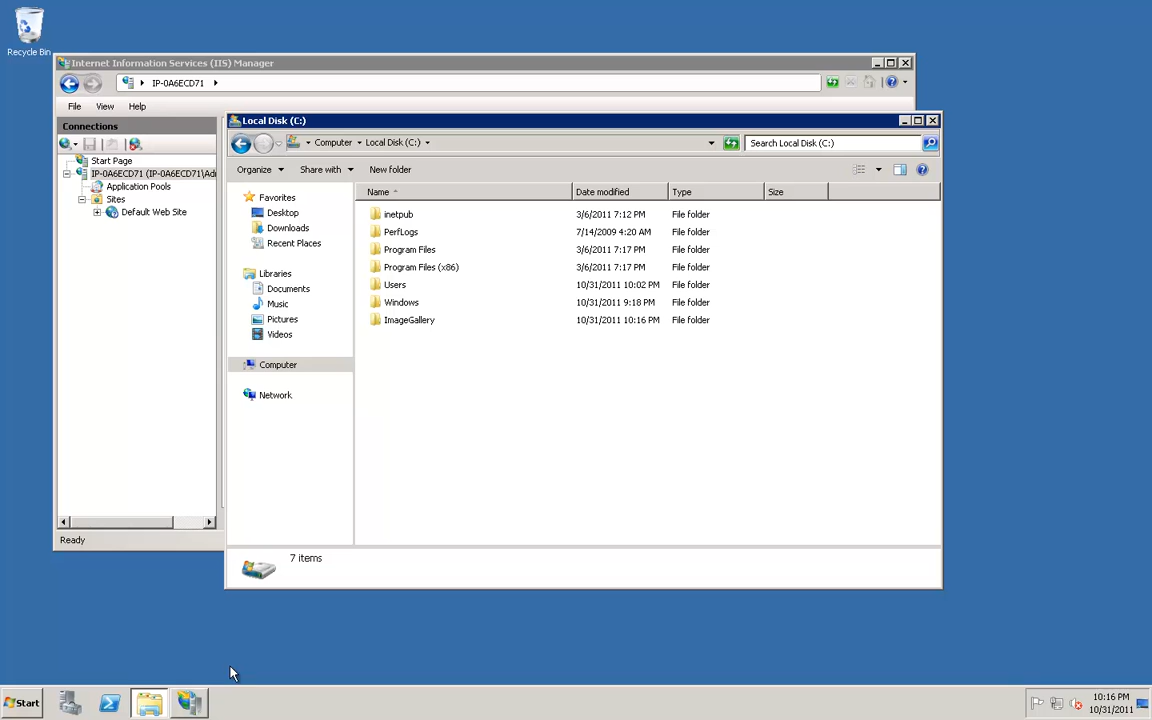 Recycle Bin
Internet Information Services (IIS) Manager
IP-0A6ECD71
File View Help
Connections
Start Page
IP-0A6ECD71 (IP-0A6ECD71\Ad
Application Pools
Sites
Default Web Site
Ready
Local Disk (C:)
Computer Local Disk (C:)
Search Local Disk (C:)
Organize Share with New folder
Favorites
Desktop
Downloads
Recent Places
Libraries
Documents
Music
Pictures
Videos
Computer
Network
Name Date modified Type Size
inetpub 3/6/2011 7:12 PM File folder
PerfLogs 7/14/2009 4:20 AM File folder
Program Files 3/6/2011 7:17 PM File folder
Program Files (x86) 3/6/2011 7:17 PM File folder
Users 10/31/2011 10:02 PM File folder
Windows 10/31/2011 9:18 PM File folder
ImageGallery 10/31/2011 10:16 PM File folder
7 items
Start
10:16 PM
10/31/2011